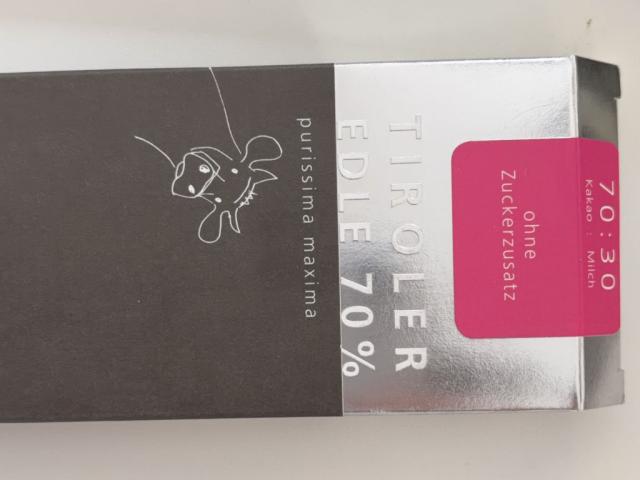 70:30
Kakao : Milch
ohne
Zuckerzusatz
TIROLER
EDLE 70%
purissima maxima